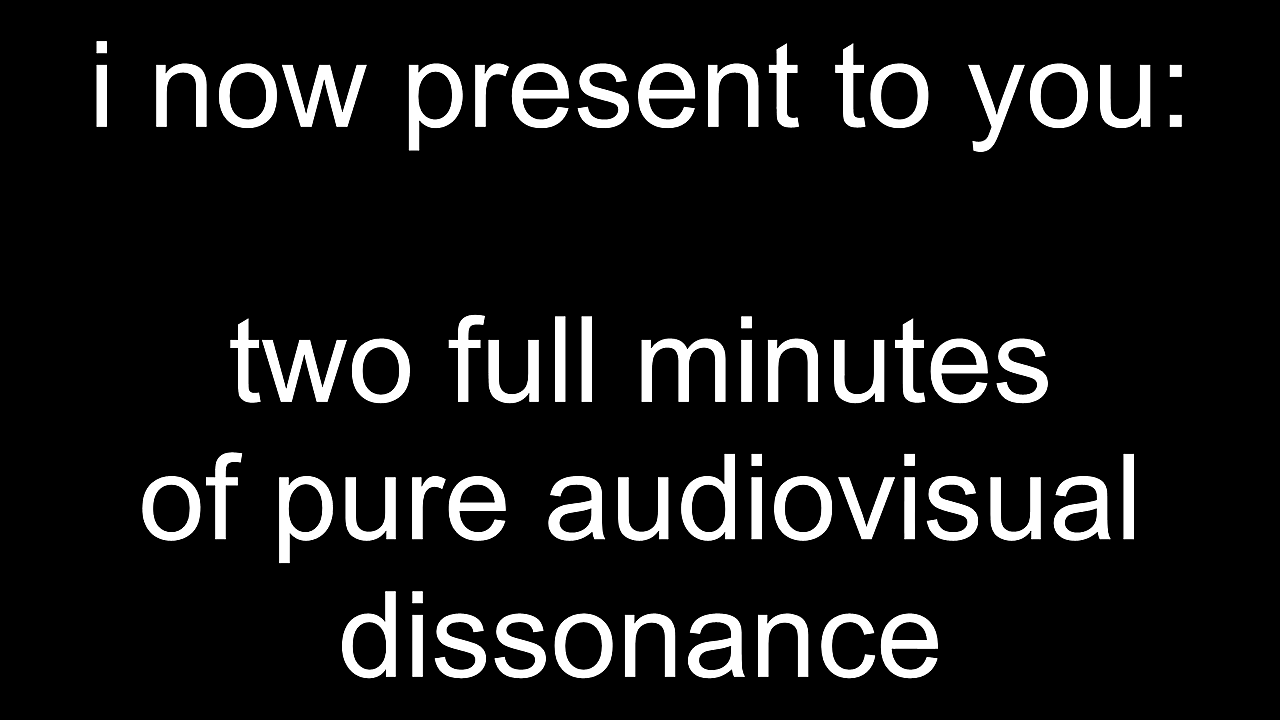 i now present to you:
two full minutes
of pure audiovisual
dissonance